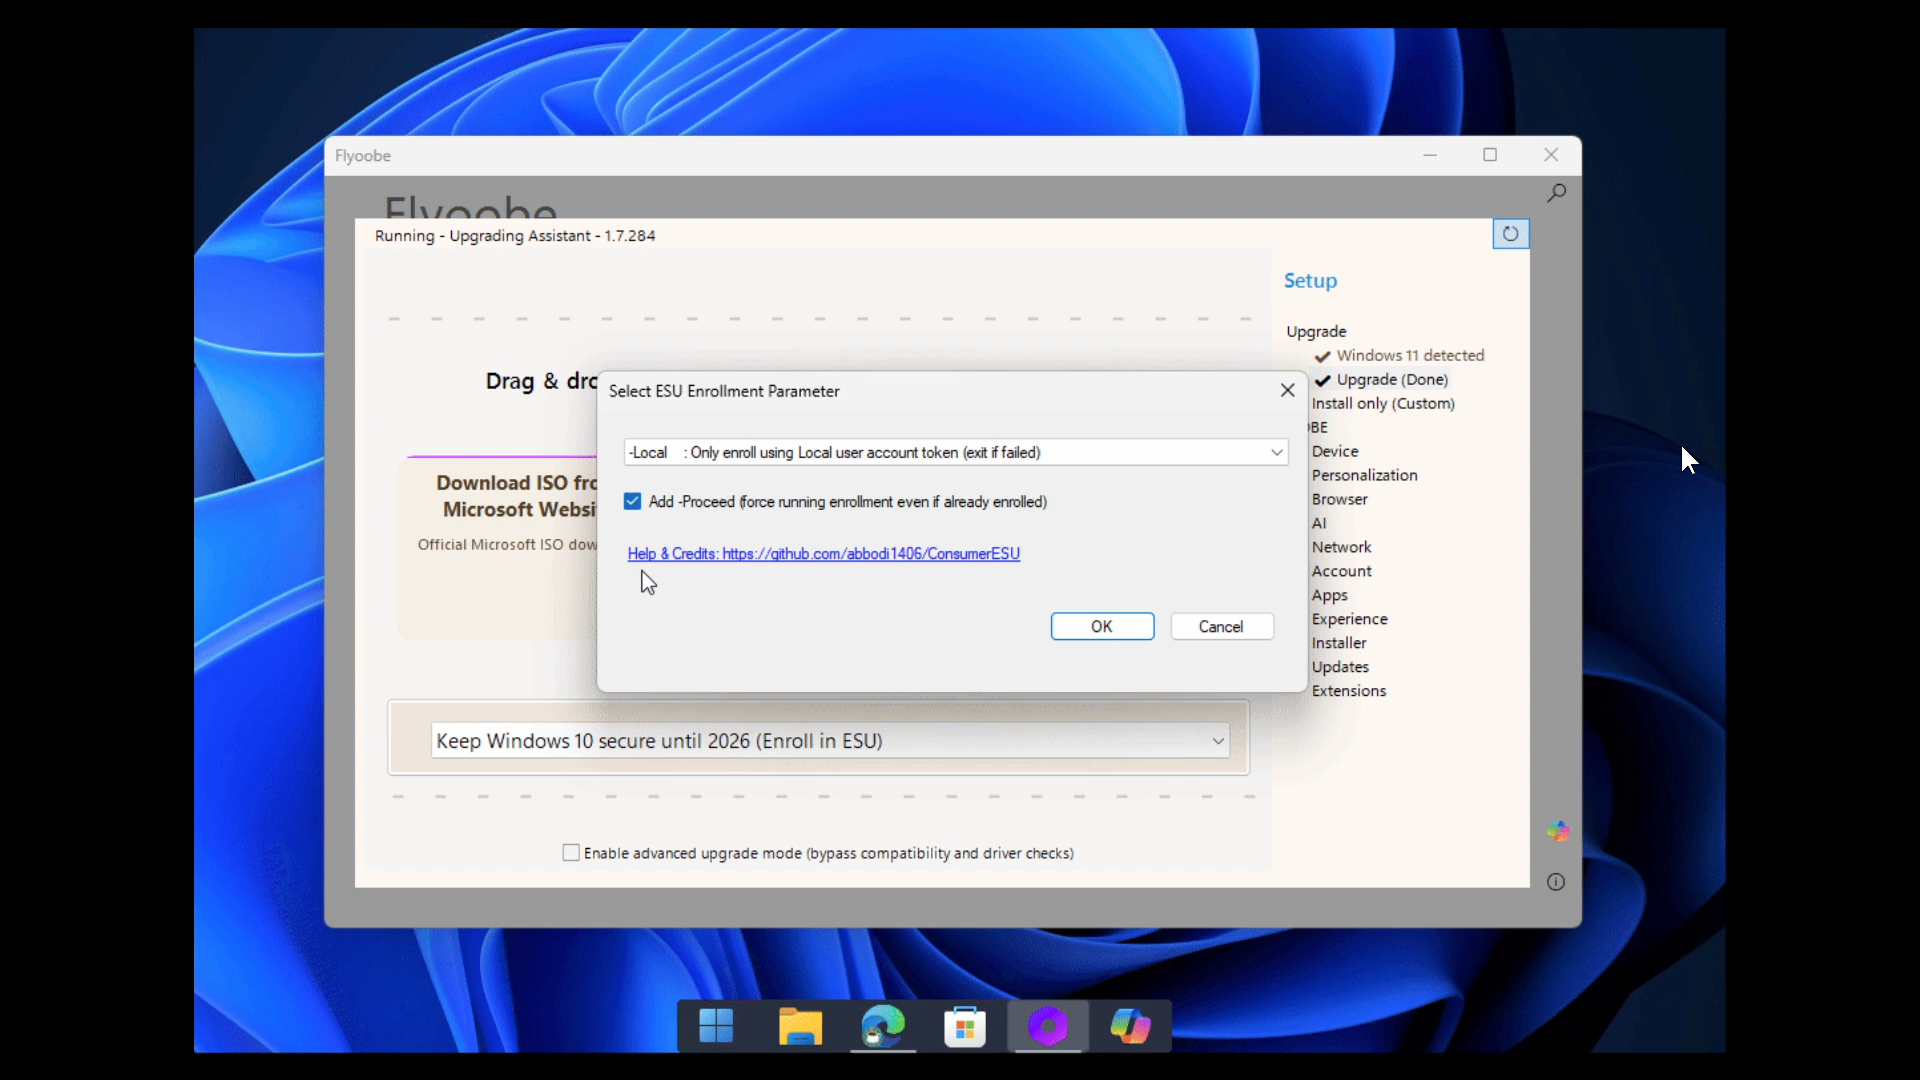 Flyoobe
Flyoobe
Running - Upgrading Assistant - 1.7.284
Setup
Upgrade
Windows 11 detected
Upgrade (Done)
Install only (Custom)
BE
Device
Personalization
Browser
AI
Network
Account
Apps
Experience
Installer
Updates
Extensions
Drag & dro
Download ISO fro
Microsoft Websi
Official Microsoft ISO dow
Select ESU Enrollment Parameter
-Local : Only enroll using Local user account token (exit if failed)
Add -Proceed (force running enrollment even if already enrolled)
Help & Credits: https://github.com/abbodi1406/ConsumerESU
OK
Cancel
Keep Windows 10 secure until 2026 (Enroll in ESU)
Enable advanced upgrade mode (bypass compatibility and driver checks)